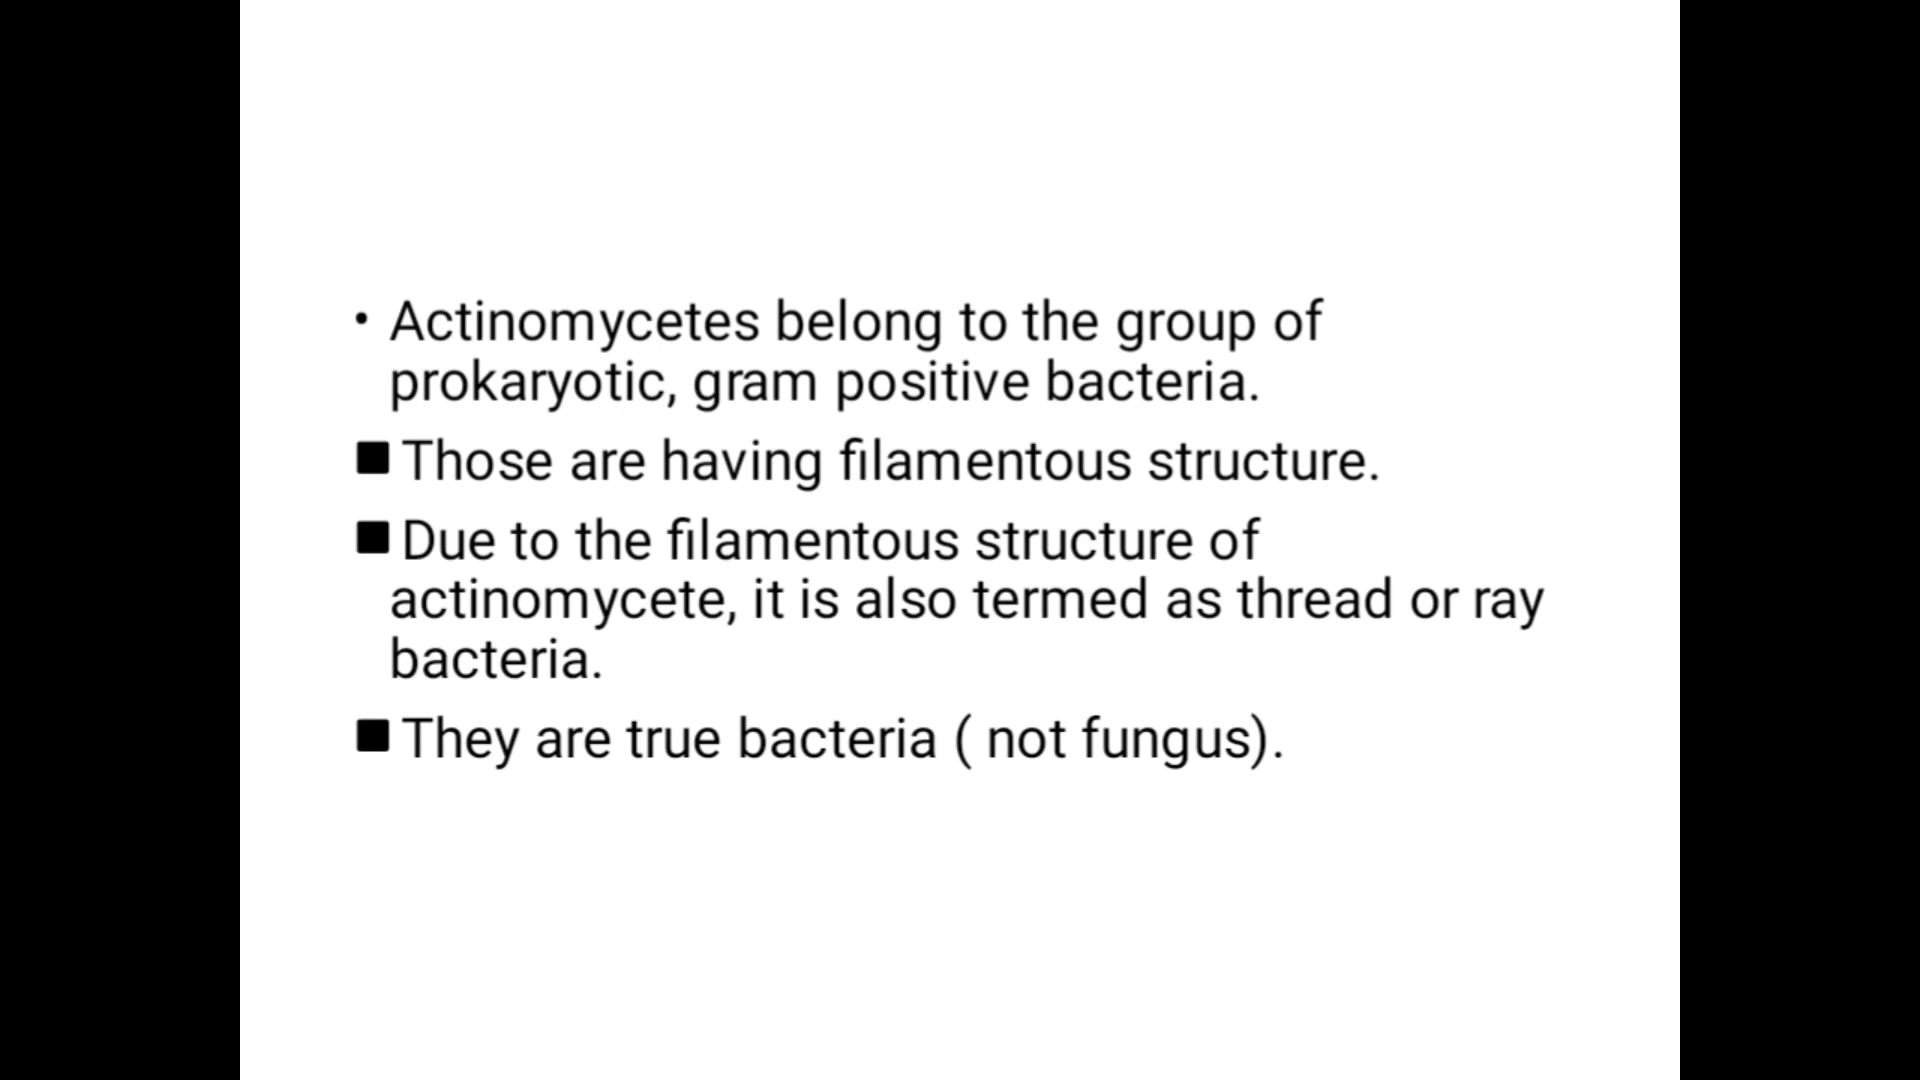 • Actinomycetes belong to the group of
prokaryotic, gram positive bacteria.
■ Those are having filamentous structure.
■ Due to the filamentous structure of
actinomycete, it is also termed as thread or ray
bacteria.
■ They are true bacteria ( not fungus).